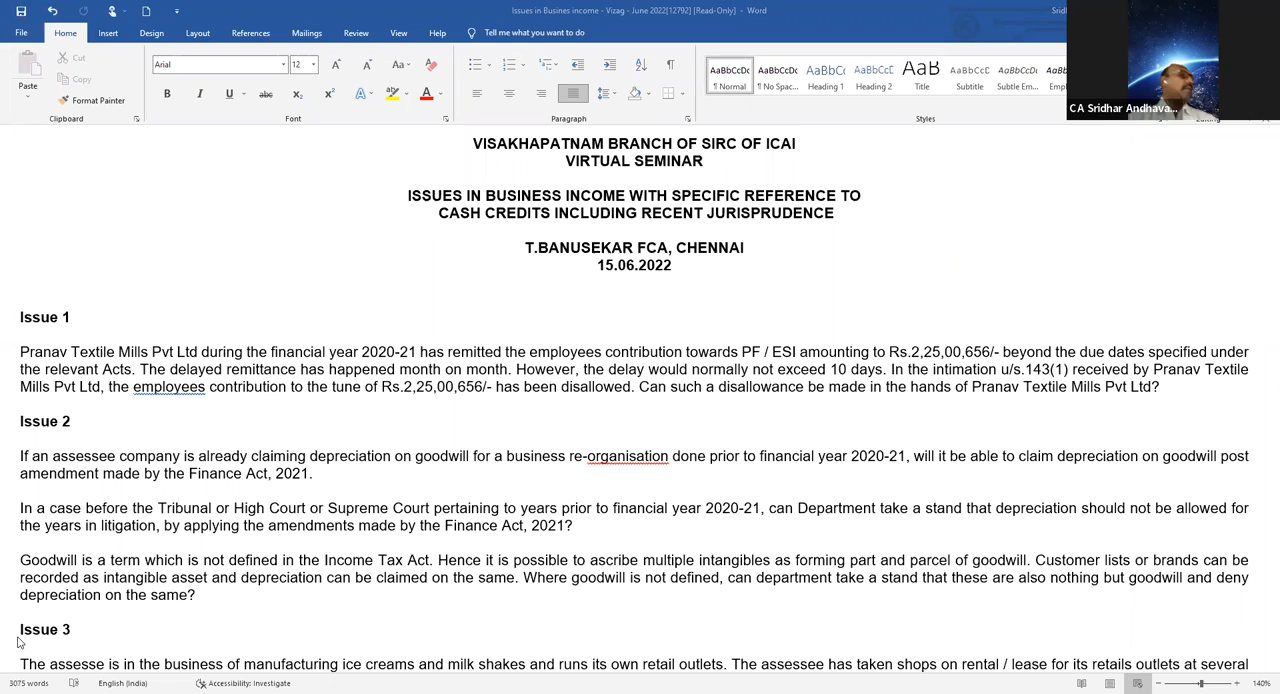 Issues in Busines income - Vizag - June 2022[12792] [Read-Only] - Word
Sridh
File Home Insert Design Layout References Mailings Review View Help Tell me what you want to do
Paste
Cut
Copy
Format Painter
Clipboard
Arial 12
Font
Paragraph
AaBbCcDc AaBbCcDc AaBbCc AaBbCcD AaB AaBbCcD AaBbCcDc AaBb
¶ Normal ¶ No Spac... Heading 1 Heading 2 Title Subtitle Subtle Em... Emph
Styles
Editing
CA Sridhar Andhava...
VISAKHAPATNAM BRANCH OF SIRC OF ICAI
VIRTUAL SEMINAR
ISSUES IN BUSINESS INCOME WITH SPECIFIC REFERENCE TO
CASH CREDITS INCLUDING RECENT JURISPRUDENCE
T.BANUSEKAR FCA, CHENNAI
15.06.2022
Issue 1
Pranav Textile Mills Pvt Ltd during the financial year 2020-21 has remitted the employees contribution towards PF / ESI amounting to Rs.2,25,00,656/- beyond the due dates specified under
the relevant Acts. The delayed remittance has happened month on month. However, the delay would normally not exceed 10 days. In the intimation u/s.143(1) received by Pranav Textile
Mills Pvt Ltd, the employees contribution to the tune of Rs.2,25,00,656/- has been disallowed. Can such a disallowance be made in the hands of Pranav Textile Mills Pvt Ltd?
Issue 2
If an assessee company is already claiming depreciation on goodwill for a business re-organisation done prior to financial year 2020-21, will it be able to claim depreciation on goodwill post
amendment made by the Finance Act, 2021.
In a case before the Tribunal or High Court or Supreme Court pertaining to years prior to financial year 2020-21, can Department take a stand that depreciation should not be allowed for
the years in litigation, by applying the amendments made by the Finance Act, 2021?
Goodwill is a term which is not defined in the Income Tax Act. Hence it is possible to ascribe multiple intangibles as forming part and parcel of goodwill. Customer lists or brands can be
recorded as intangible asset and depreciation can be claimed on the same. Where goodwill is not defined, can department take a stand that these are also nothing but goodwill and deny
depreciation on the same?
Issue 3
The assesse is in the business of manufacturing ice creams and milk shakes and runs its own retail outlets. The assessee has taken shops on rental / lease for its retails outlets at several
3075 words English (India) Accessibility: Investigate 140%